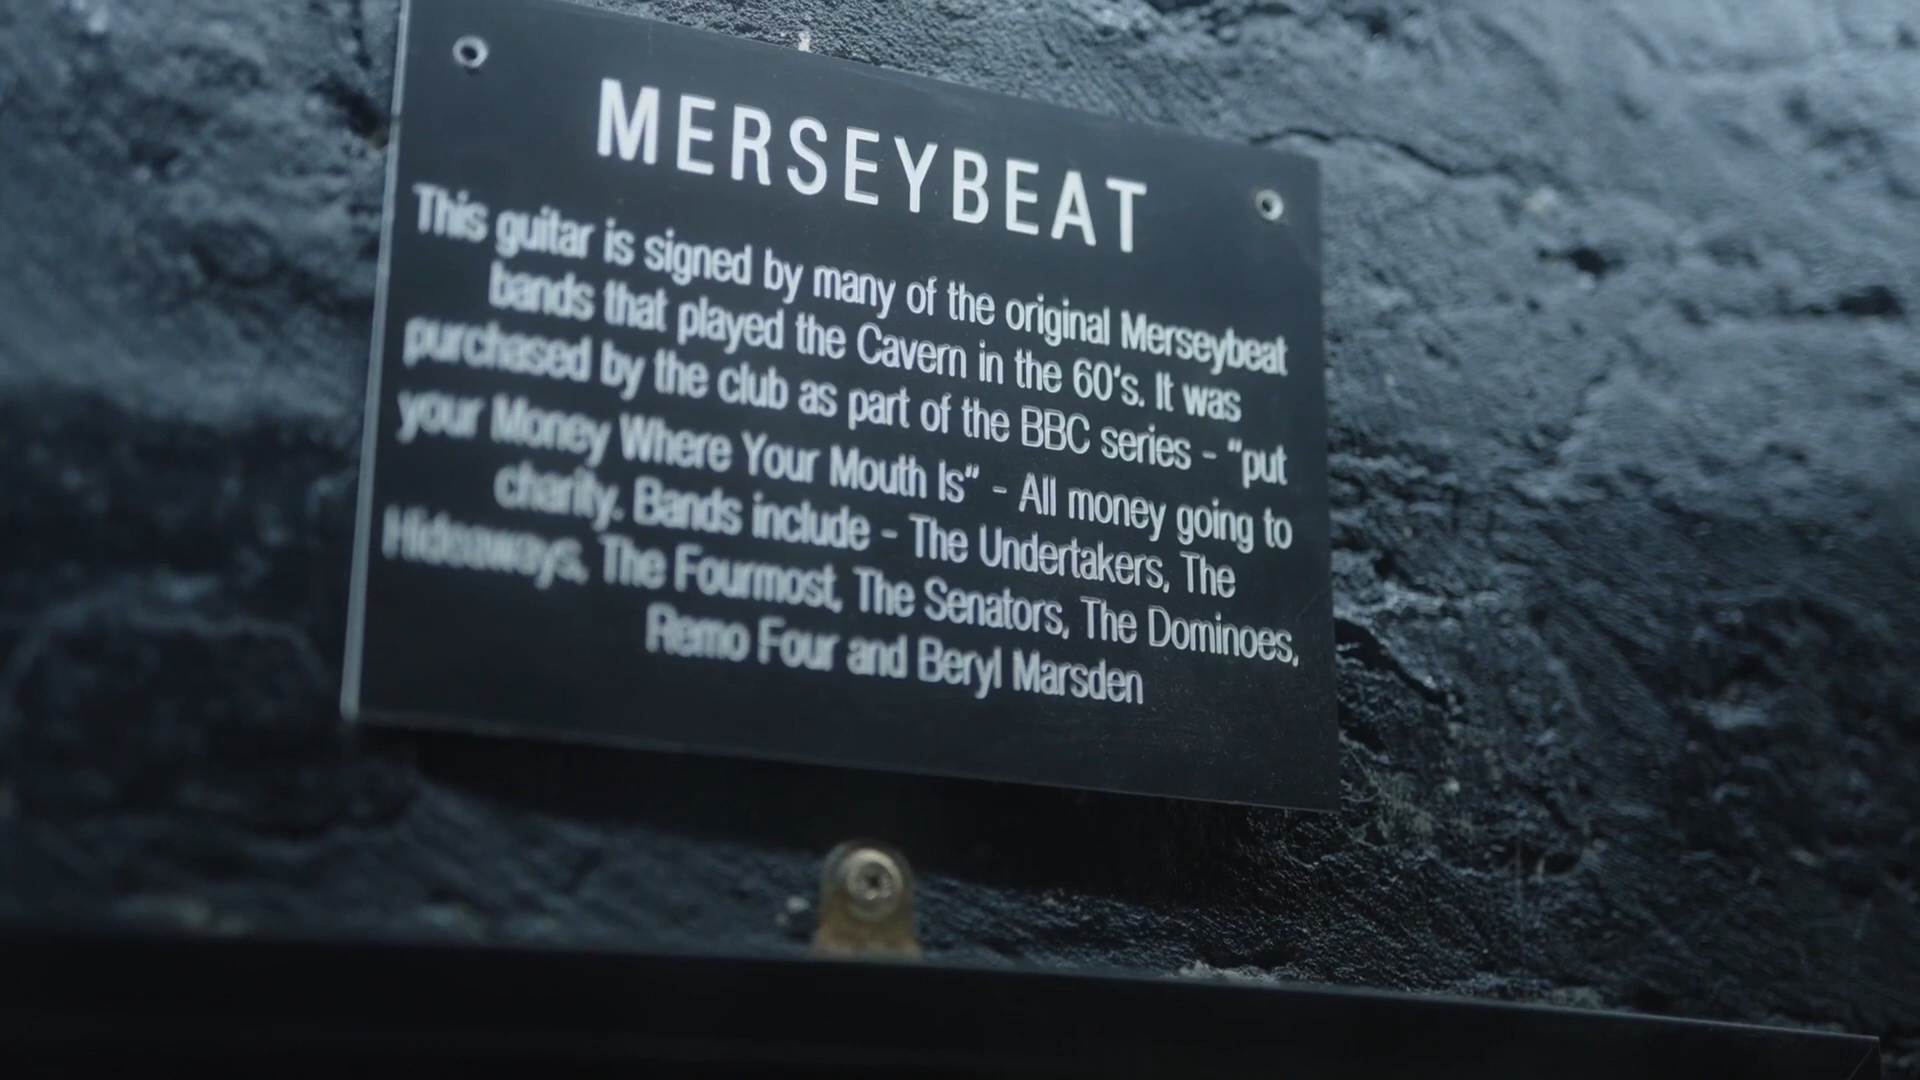 MERSEYBEAT
This guitar is signed by many of the original Merseybeat
bands that played the Cavern in the 60's. It was
purchased by the club as part of the BBC series - "put
your Money Where Your Mouth Is" - All money going to
charity. Bands include - The Undertakers, The
Hideaways, The Fourmost, The Senators, The Dominoes,
Remo Four and Beryl Marsden